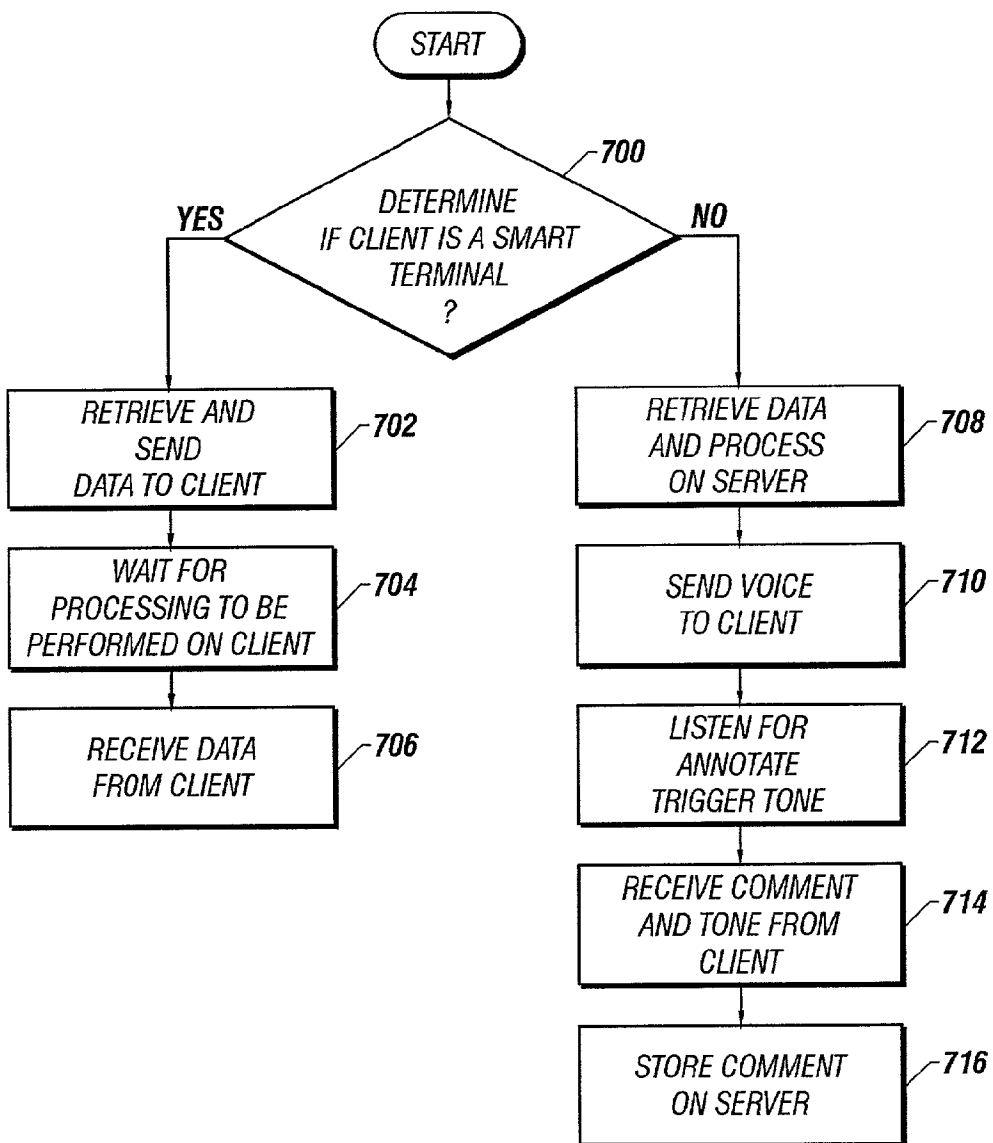 START
700
DETERMINE
IF CLIENT IS A SMART
TERMINAL
?
YES
NO
RETRIEVE AND
SEND
DATA TO CLIENT
702
WAIT FOR
PROCESSING TO BE
PERFORMED ON CLIENT
704
RECEIVE DATA
FROM CLIENT
706
RETRIEVE DATA
AND PROCESS
ON SERVER
708
SEND VOICE
TO CLIENT
710
LISTEN FOR
ANNOTATE
TRIGGER TONE
712
RECEIVE COMMENT
AND TONE FROM
CLIENT
714
STORE COMMENT
ON SERVER
716